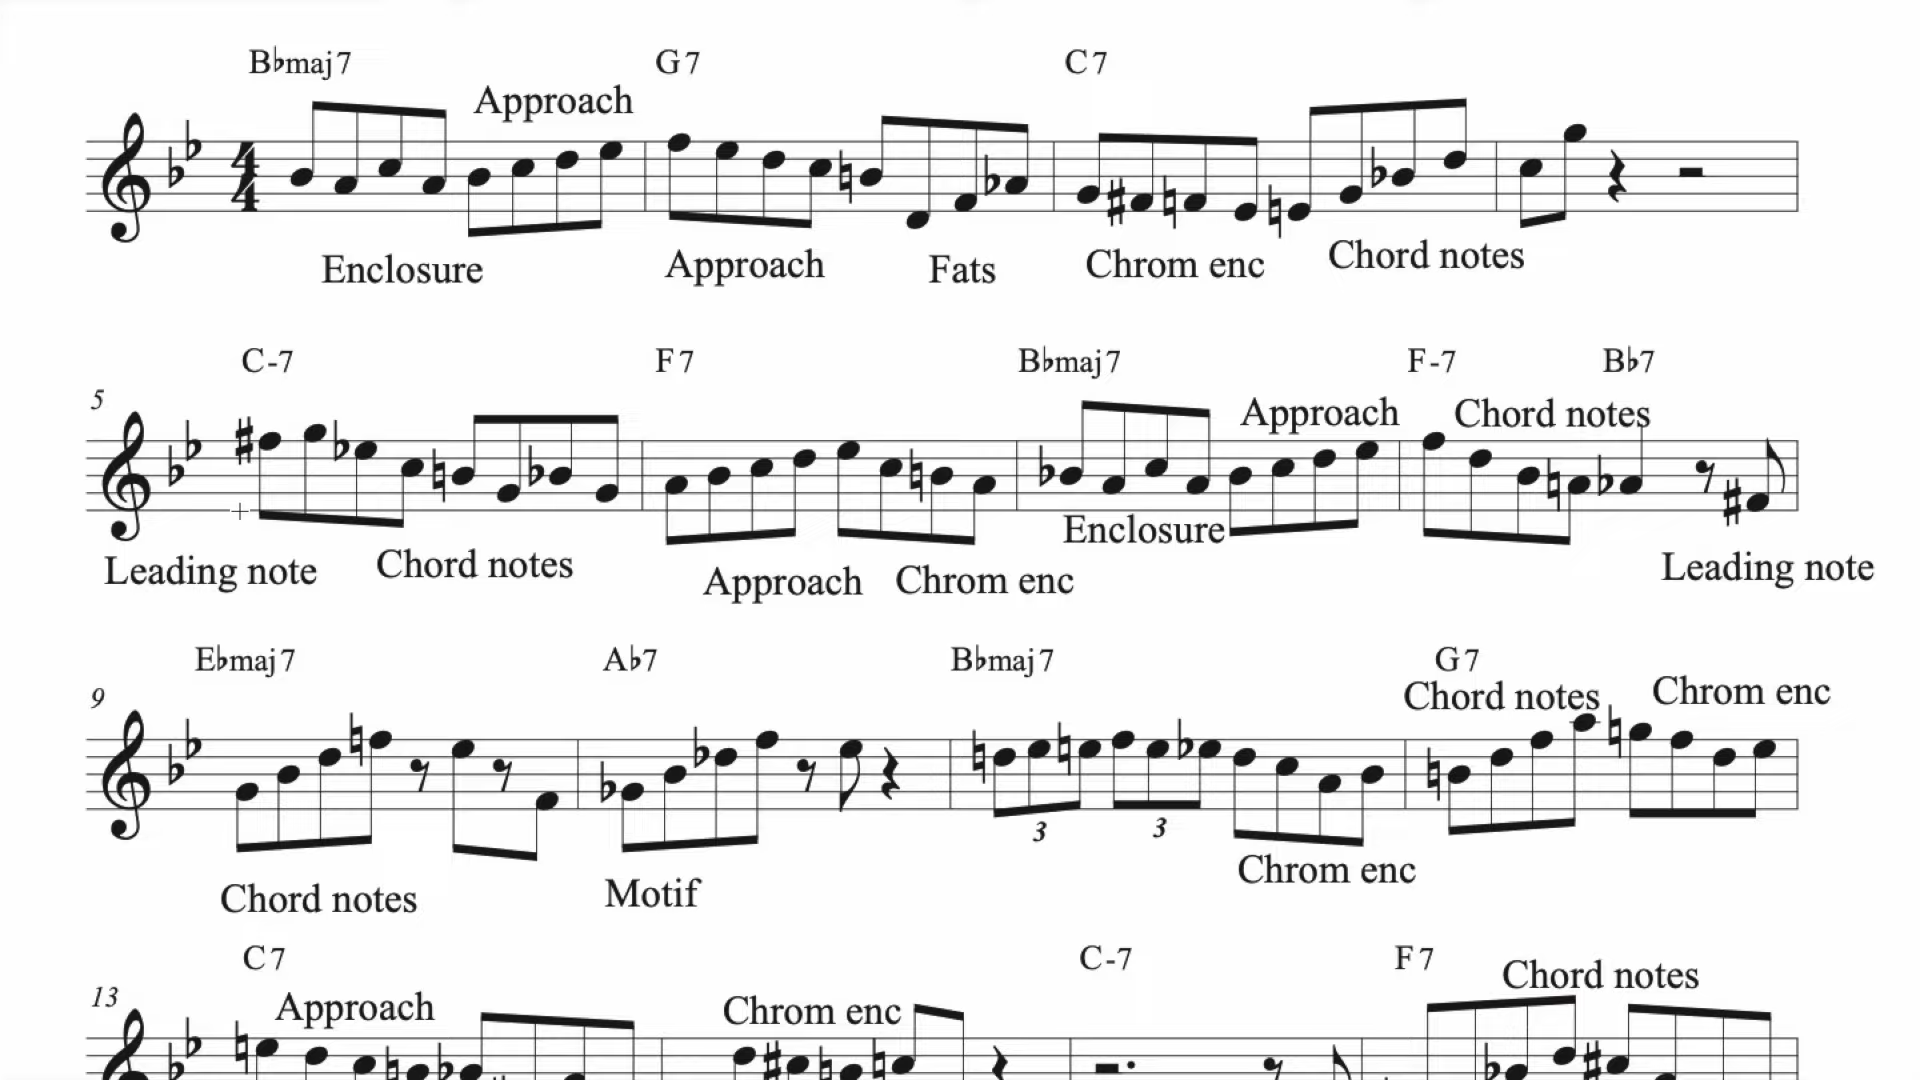 B♭maj7 G7 C7
Approach
4
4
Enclosure Approach Fats Chrom enc Chord notes
C-7 F7 B♭maj7 F-7 B♭7
5
Approach Chord notes
Enclosure
Leading note Chord notes Approach Chrom enc Leading note
E♭maj7 A♭7 B♭maj7 G7
9
Chord notes Chrom enc
3 3
Chord notes Motif Chrom enc
C7 C-7 F7
13
Approach Chrom enc Chord notes